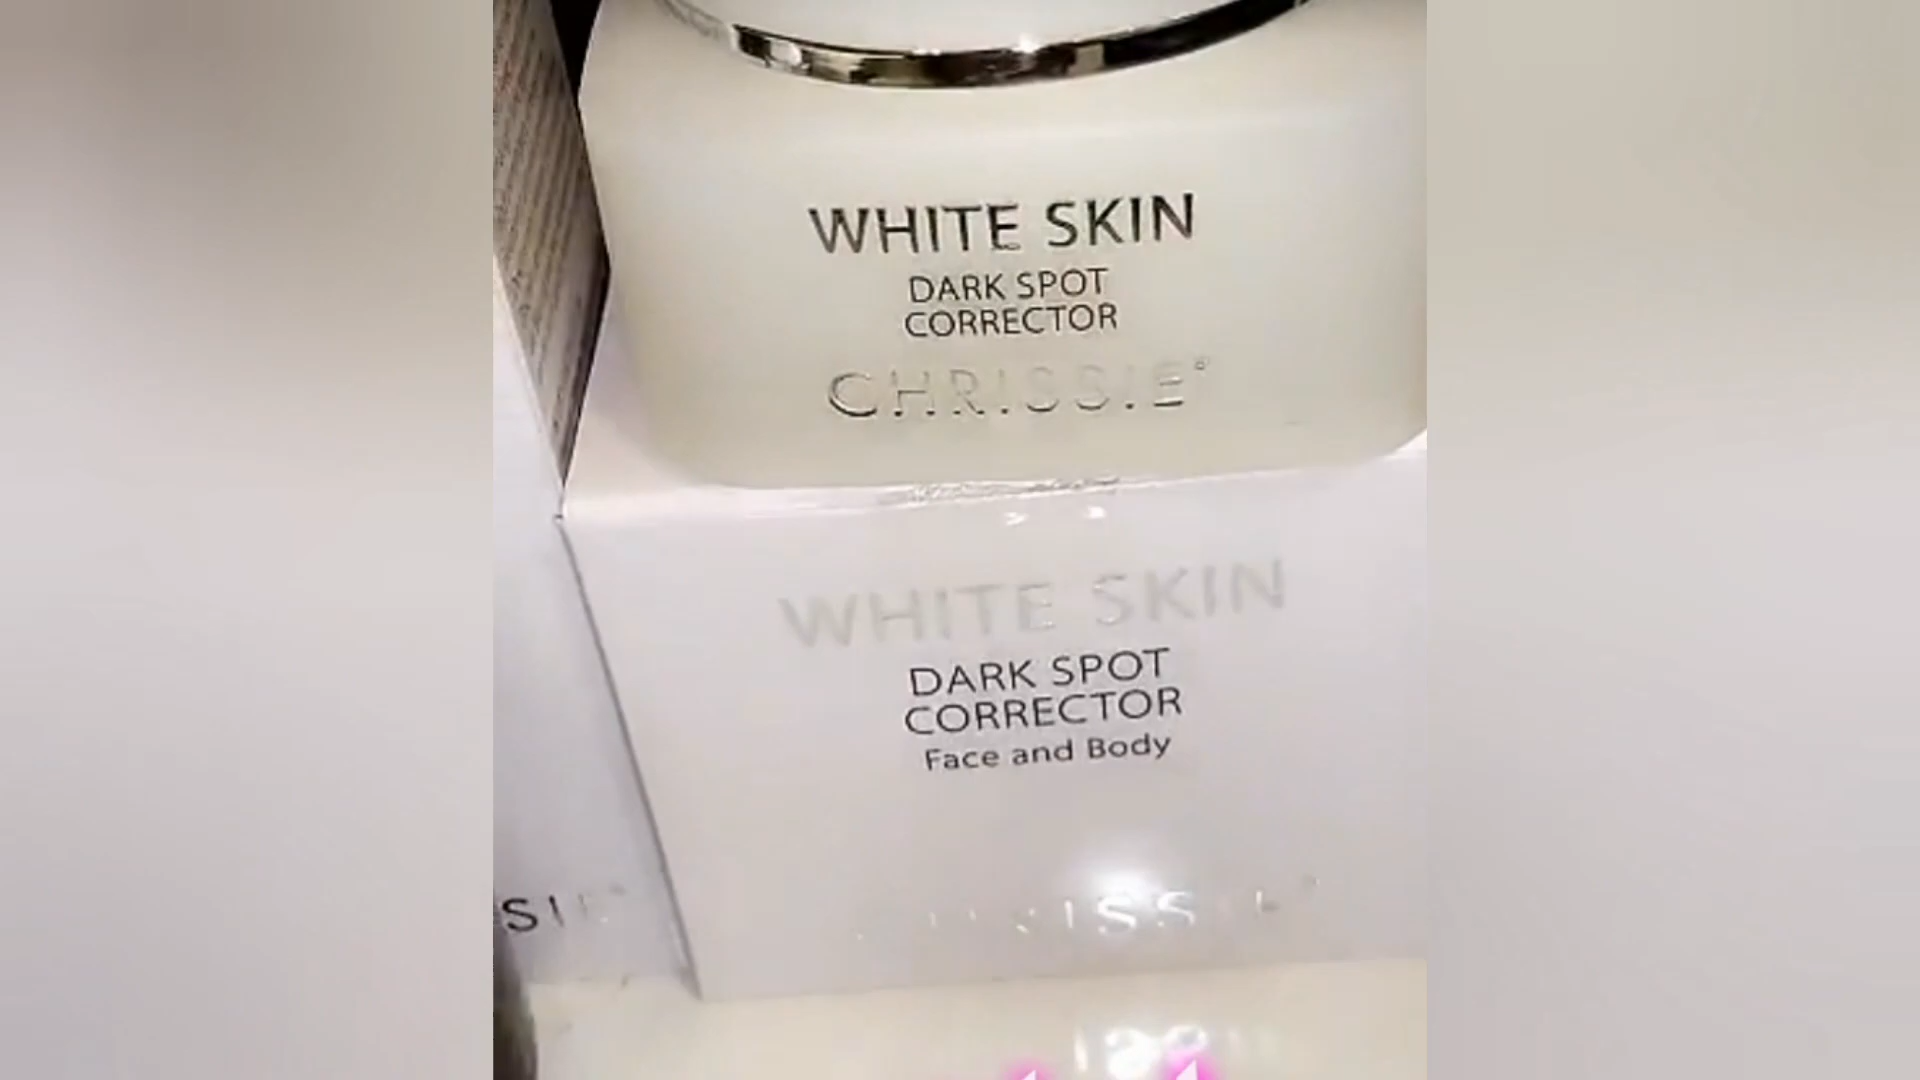 WHITE SKIN
DARK SPOT
CORRECTOR
CHRISSIE
WHITE SKIN
DARK SPOT
CORRECTOR
Face and Body